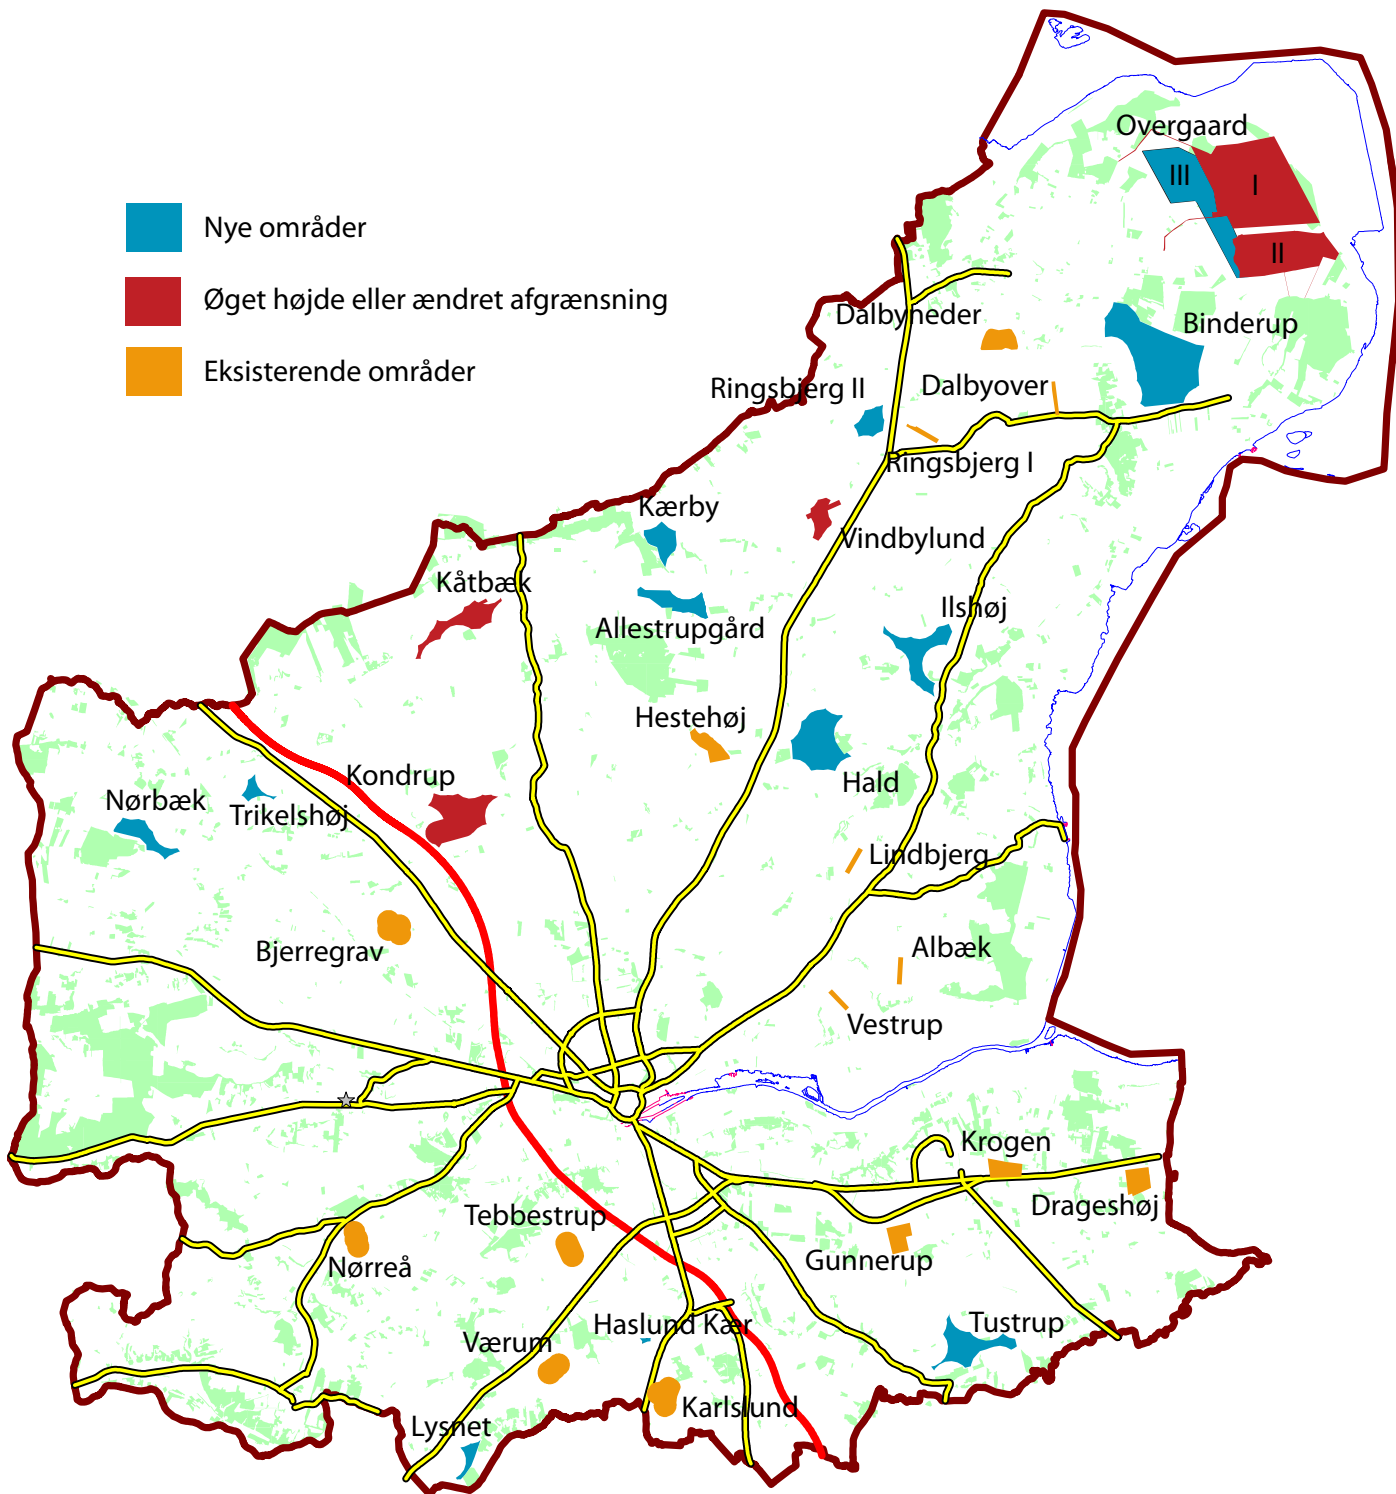 Overgaard
III
I
II
Nye områder
Øget højde eller ændret afgrænsning
Eksisterende områder
Dalbyneder
Binderup
Ringsbjerg II
Dalbyover
Ringsbjerg I
Kærby
Vindbylund
Kåtbæk
Ilshøj
Allestrupgård
Hestehøj
Kondrup
Hald
Nørbæk
Trikelshøj
Lindbjerg
Bjerregrav
Albæk
Vestrup
Krogen
Drageshøj
Tebbestrup
Nørreå
Gunnerup
Haslund Kær
Tustrup
Værum
Karlslund
Lysnet